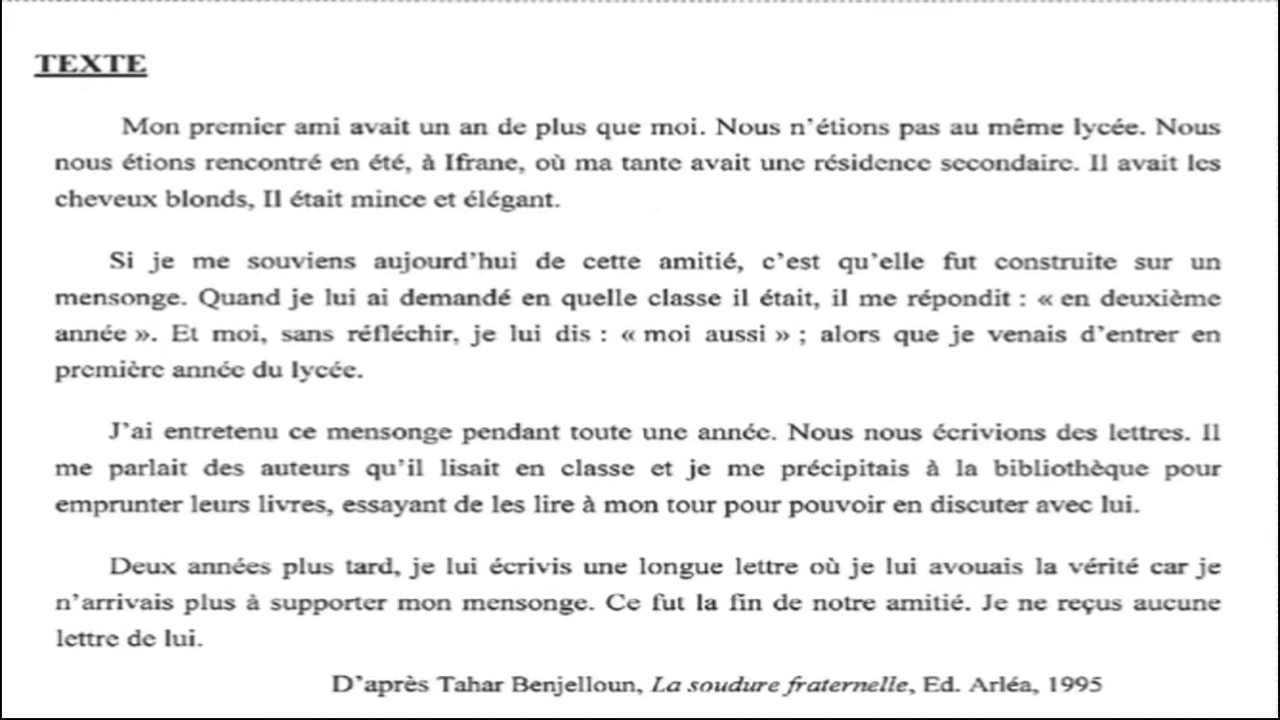 TEXTE
Mon premier ami avait un an de plus que moi. Nous n'étions pas au même lycée. Nous
nous étions rencontré en été, à Ifrane, où ma tante avait une résidence secondaire. Il avait les
cheveux blonds, Il était mince et élégant.
Si je me souviens aujourd'hui de cette amitié, c'est qu'elle fut construite sur un
mensonge. Quand je lui ai demandé en quelle classe il était, il me répondit : « en deuxième
année ». Et moi, sans réfléchir, je lui dis : « moi aussi » ; alors que je venais d'entrer en
première année du lycée.
J'ai entretenu ce mensonge pendant toute une année. Nous nous écrivions des lettres. Il
me parlait des auteurs qu'il lisait en classe et je me précipitais à la bibliothèque pour
emprunter leurs livres, essayant de les lire à mon tour pour pouvoir en discuter avec lui.
Deux années plus tard, je lui écrivis une longue lettre où je lui avouais la vérité car je
n'arrivais plus à supporter mon mensonge. Ce fut la fin de notre amitié. Je ne reçus aucune
lettre de lui.
D'après Tahar Benjelloun, La soudure fraternelle, Ed. Arléa, 1995